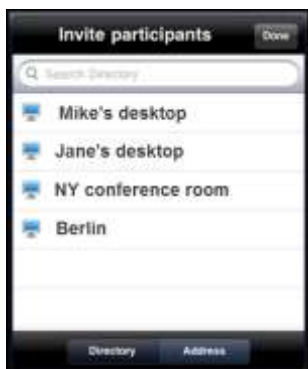 Invite participants
Done
Search Directory
Mike's desktop
Jane's desktop
NY conference room
Berlin
Directory
Address